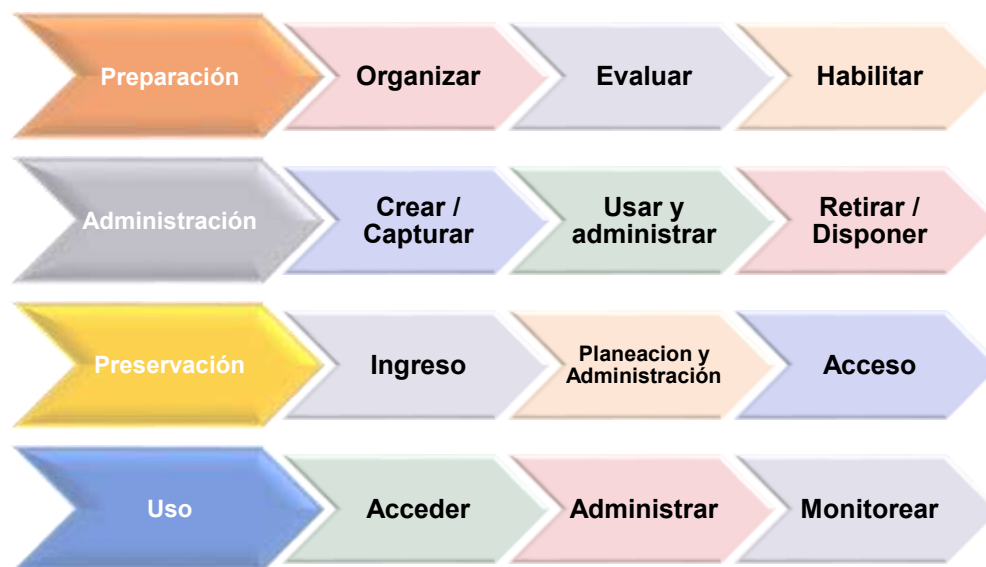 Preparación
Organizar
Evaluar
Habilitar
Administración
Crear /
Capturar
Usar y
administrar
Retirar /
Disponer
Preservación
Ingreso
Planeacion y
Administración
Acceso
Uso
Acceder
Administrar
Monitorear